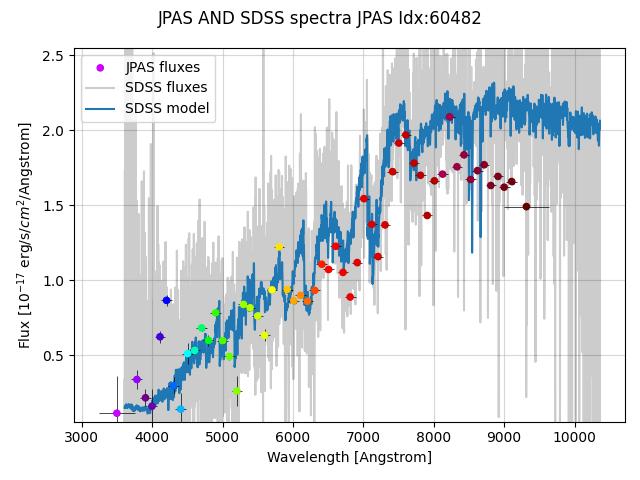 JPAS AND SDSS spectra JPAS Idx:60482
JPAS fluxes
SDSS fluxes
SDSS model
2.5
2.0
1.5
1.0
0.5
Flux [10⁻¹⁷ erg/s/cm²/Angstrom]
3000 4000 5000 6000 7000 8000 9000 10000
Wavelength [Angstrom]